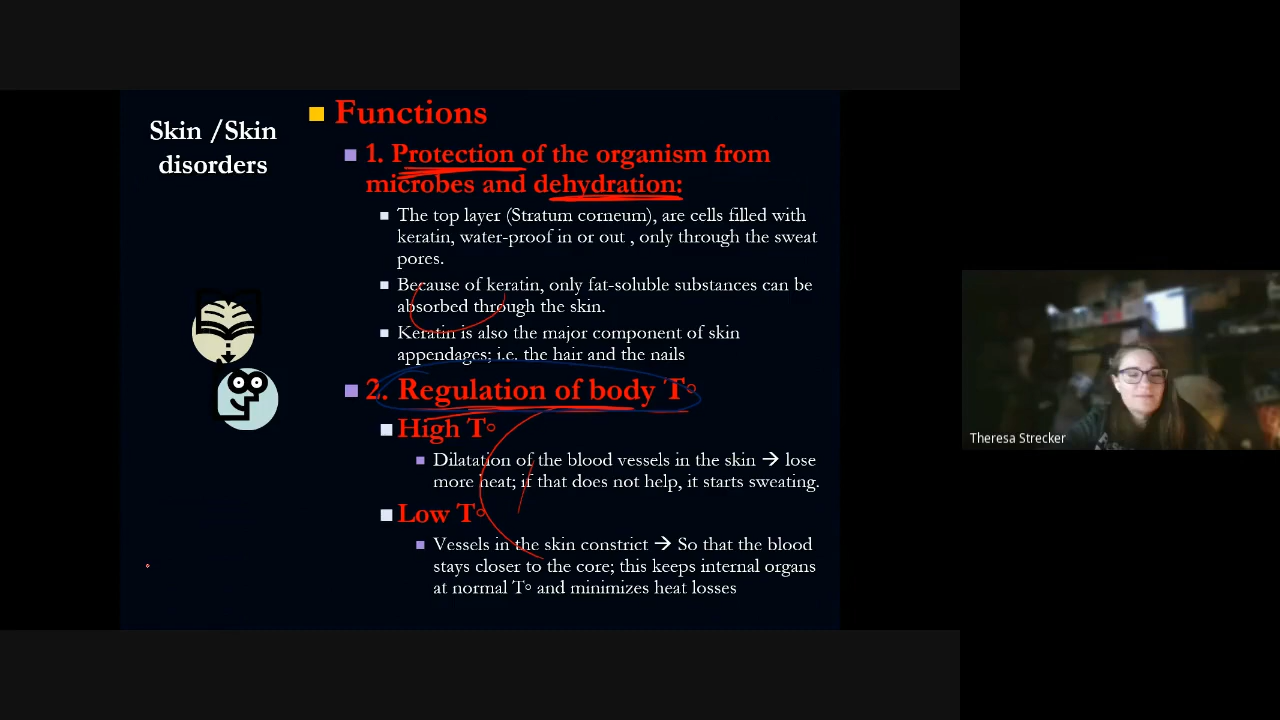 Skin /Skin
disorders
Functions
1. Protection of the organism from
microbes and dehydration:
The top layer (Stratum corneum), are cells filled with
keratin, water-proof in or out , only through the sweat
pores.
Because of keratin, only fat-soluble substances can be
absorbed through the skin.
Keratin is also the major component of skin
appendages; i.e. the hair and the nails
2. Regulation of body T°
High T°
Dilatation of the blood vessels in the skin → lose
more heat; if that does not help, it starts sweating.
Low T°
Vessels in the skin constrict → So that the blood
stays closer to the core; this keeps internal organs
at normal T° and minimizes heat losses
Theresa Strecker